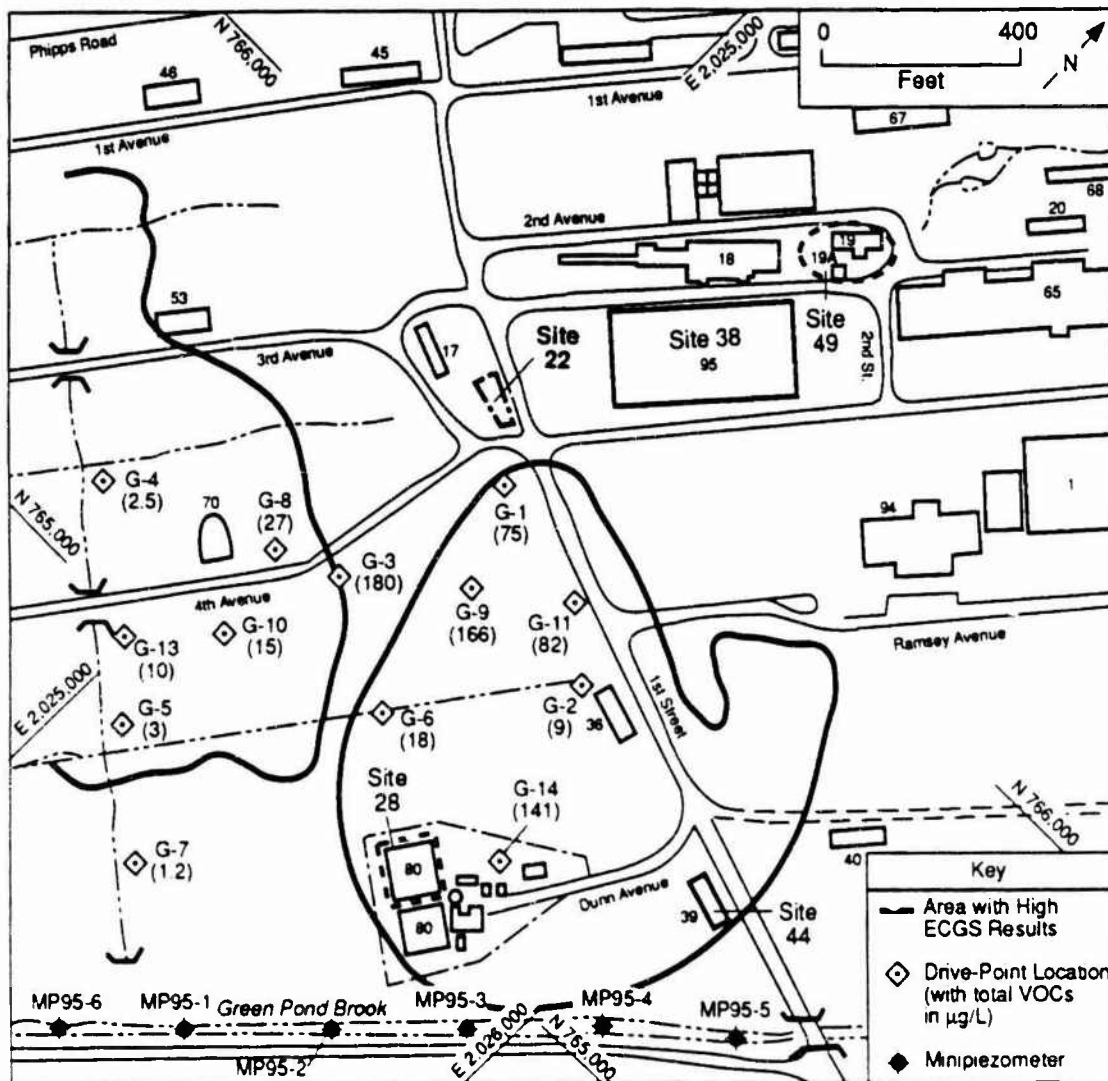 Phipps Road
N 766,000
46
45
1st Avenue
1st Avenue
E 2,025,000
0 400
Feet
N
67
68
20
2nd Avenue
18
19
19A
65
53
3rd Avenue
17
Site
22
Site 38
95
Site
49
2nd St.
G-4
(2.5)
N 765,000
70
G-8
(27)
G-1
(75)
94
1
G-3
(180)
4th Avenue
G-9
(166)
G-11
(82)
Ramsey Avenue
G-13
(10)
G-10
(15)
E 2,025,000
G-5
(3)
G-6
(18)
G-2
(9)
36
1st Street
Site
28
G-14
(141)
N 766,000
G-7
(1.2)
80
80
Dunn Avenue
39
Site
44
40
Key
Area with High
ECGS Results
Drive-Point Location
(with total VOCs
in µg/L)
Minipiezometer
MP95-6
MP95-1
Green Pond Brook
MP95-3
MP95-4
MP95-5
MP95-2
E 2,026,000
N 765,000